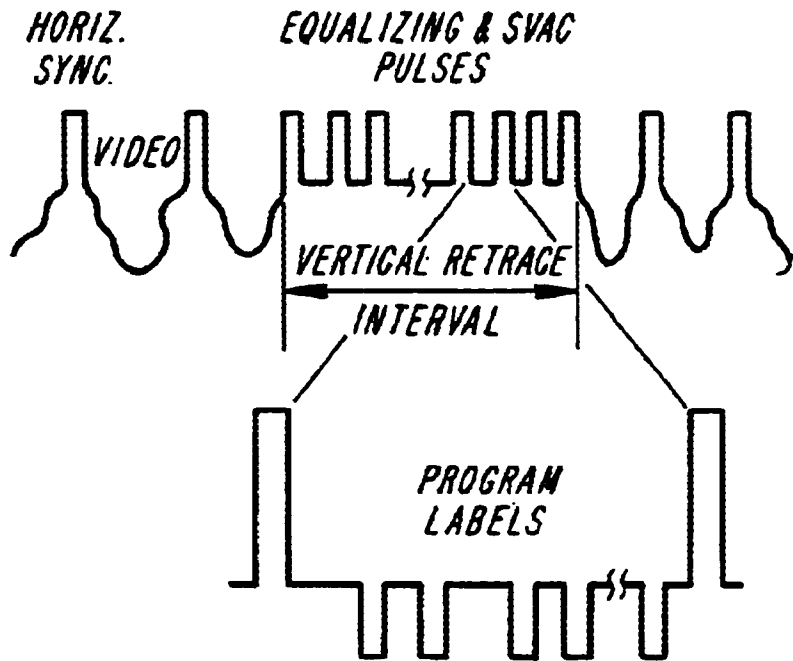 HORIZ.
SYNC.
EQUALIZING & SVAC
PULSES
VIDEO
VERTICAL RETRACE
INTERVAL
PROGRAM
LABELS